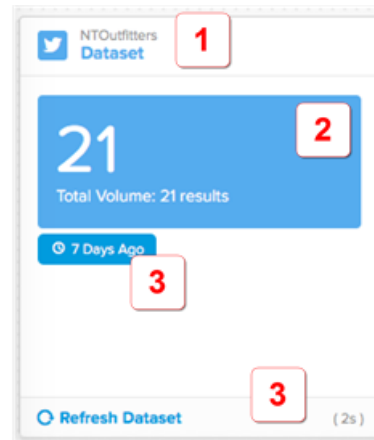 NTOutfitters
Dataset
1
21
2
Total Volume: 21 results
7 Days Ago
3
3
Refresh Dataset
( 2s )